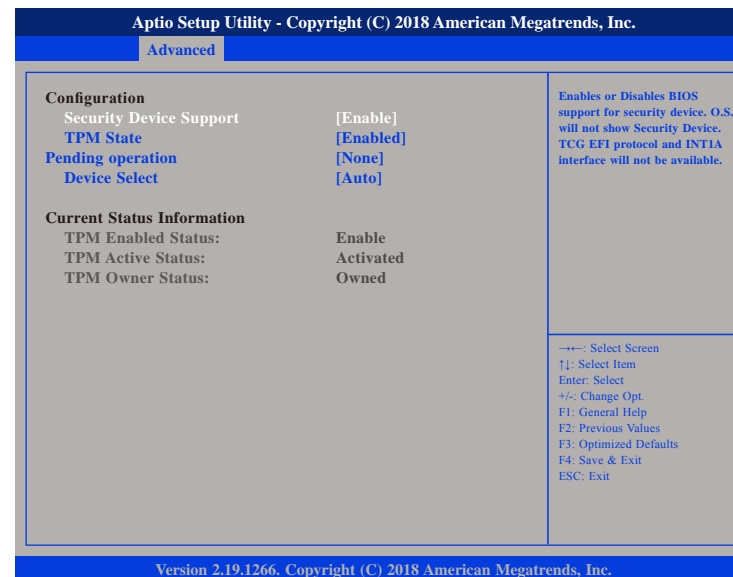 Aptio Setup Utility - Copyright (C) 2018 American Megatrends, Inc.
Advanced
Configuration
Security Device Support [Enable]
TPM State [Enabled]
Pending operation [None]
Device Select [Auto]
Current Status Information
TPM Enabled Status: Enable
TPM Active Status: Activated
TPM Owner Status: Owned
Enables or Disables BIOS
support for security device. O.S.
will not show Security Device.
TCG EFI protocol and INT1A
interface will not be available.
→←: Select Screen
↑↓: Select Item
Enter: Select
+/-: Change Opt.
F1: General Help
F2: Previous Values
F3: Optimized Defaults
F4: Save & Exit
ESC: Exit
Version 2.19.1266. Copyright (C) 2018 American Megatrends, Inc.